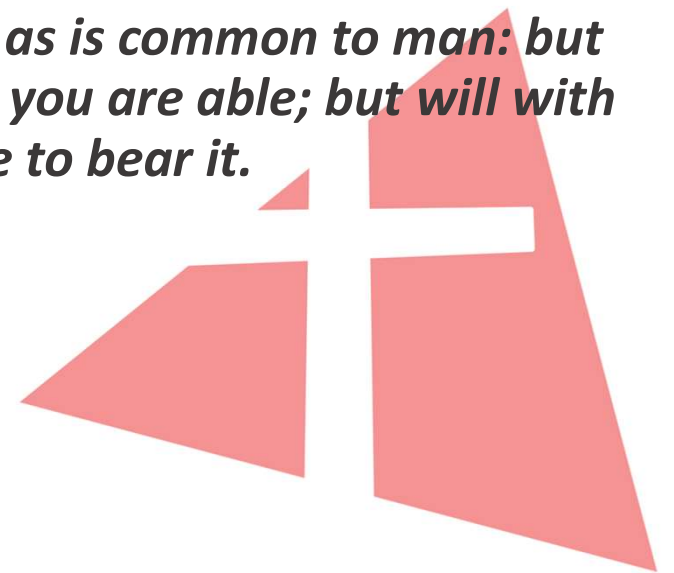 as is common to man: but
you are able; but will with
e to bear it.